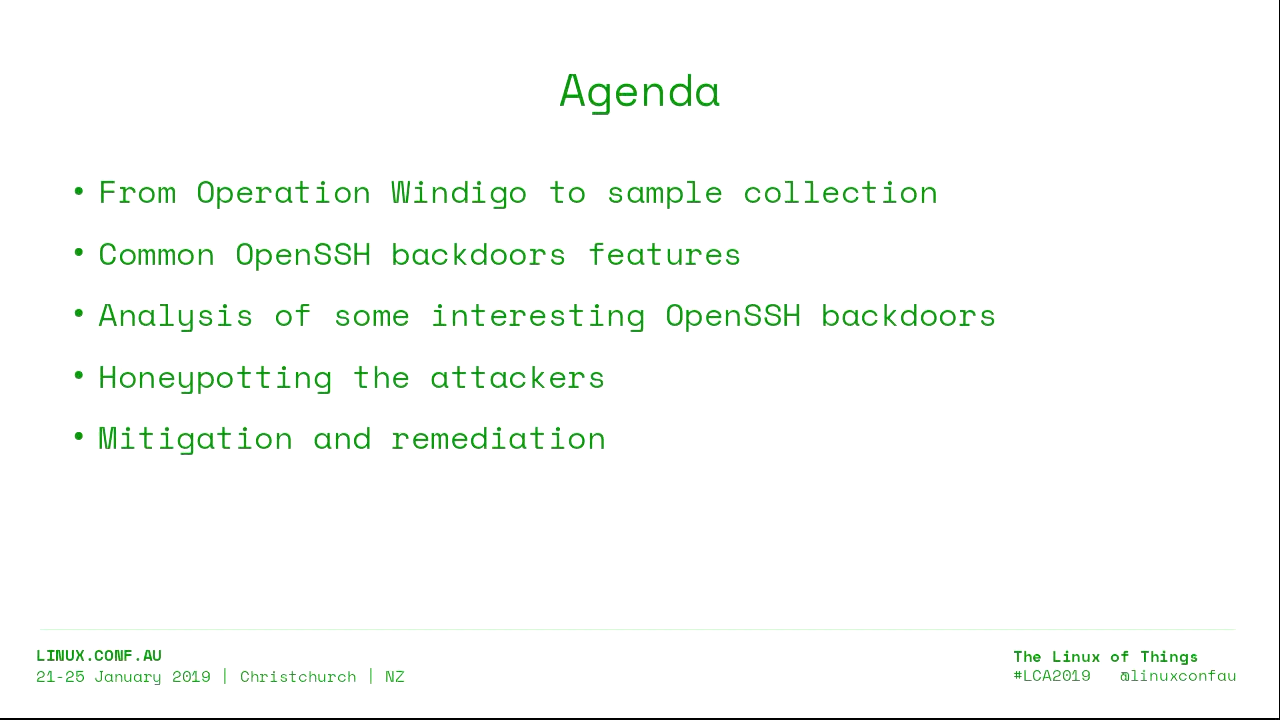 Agenda
• From Operation Windigo to sample collection
• Common OpenSSH backdoors features
• Analysis of some interesting OpenSSH backdoors
• Honeypotting the attackers
• Mitigation and remediation
LINUX.CONF.AU
21-25 January 2019 | Christchurch | NZ
The Linux of Things
#LCA2019 @linuxconfau